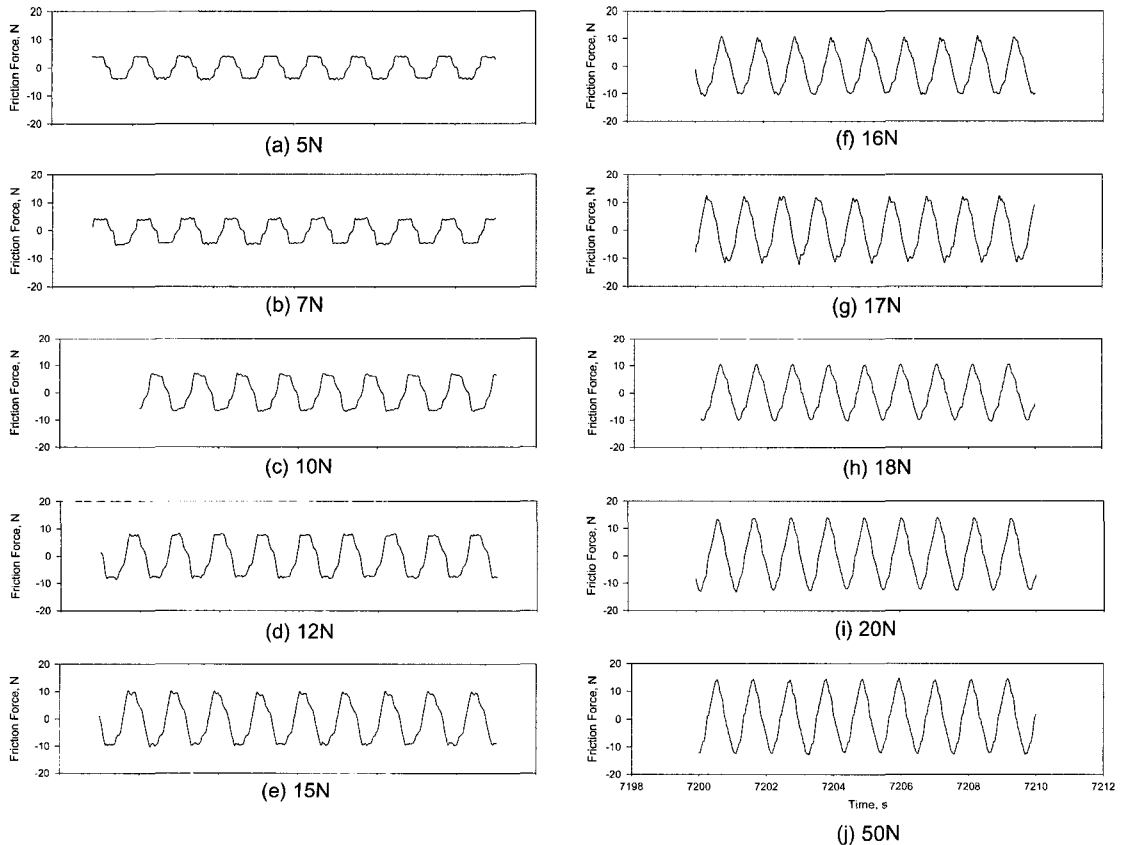 Friction Force, N
20
10
0
-10
-20
(a) 5N
Friction Force, N
20
10
0
-10
-20
(b) 7N
Friction Force, N
20
10
0
-10
-20
(c) 10N
Friction Force, N
20
10
0
-10
-20
(d) 12N
Friction Force, N
20
10
0
-10
-20
(e) 15N
Friction Force, N
20
10
0
-10
-20
(f) 16N
Friction Force, N
20
10
0
-10
-20
(g) 17N
Friction Force, N
20
10
0
-10
-20
(h) 18N
Frictio Force, N
20
10
0
-10
-20
(i) 20N
Friction Force, N
20
10
0
-10
-20
7198 7200 7202 7204 7206 7208 7210 7212
Time, s
(j) 50N